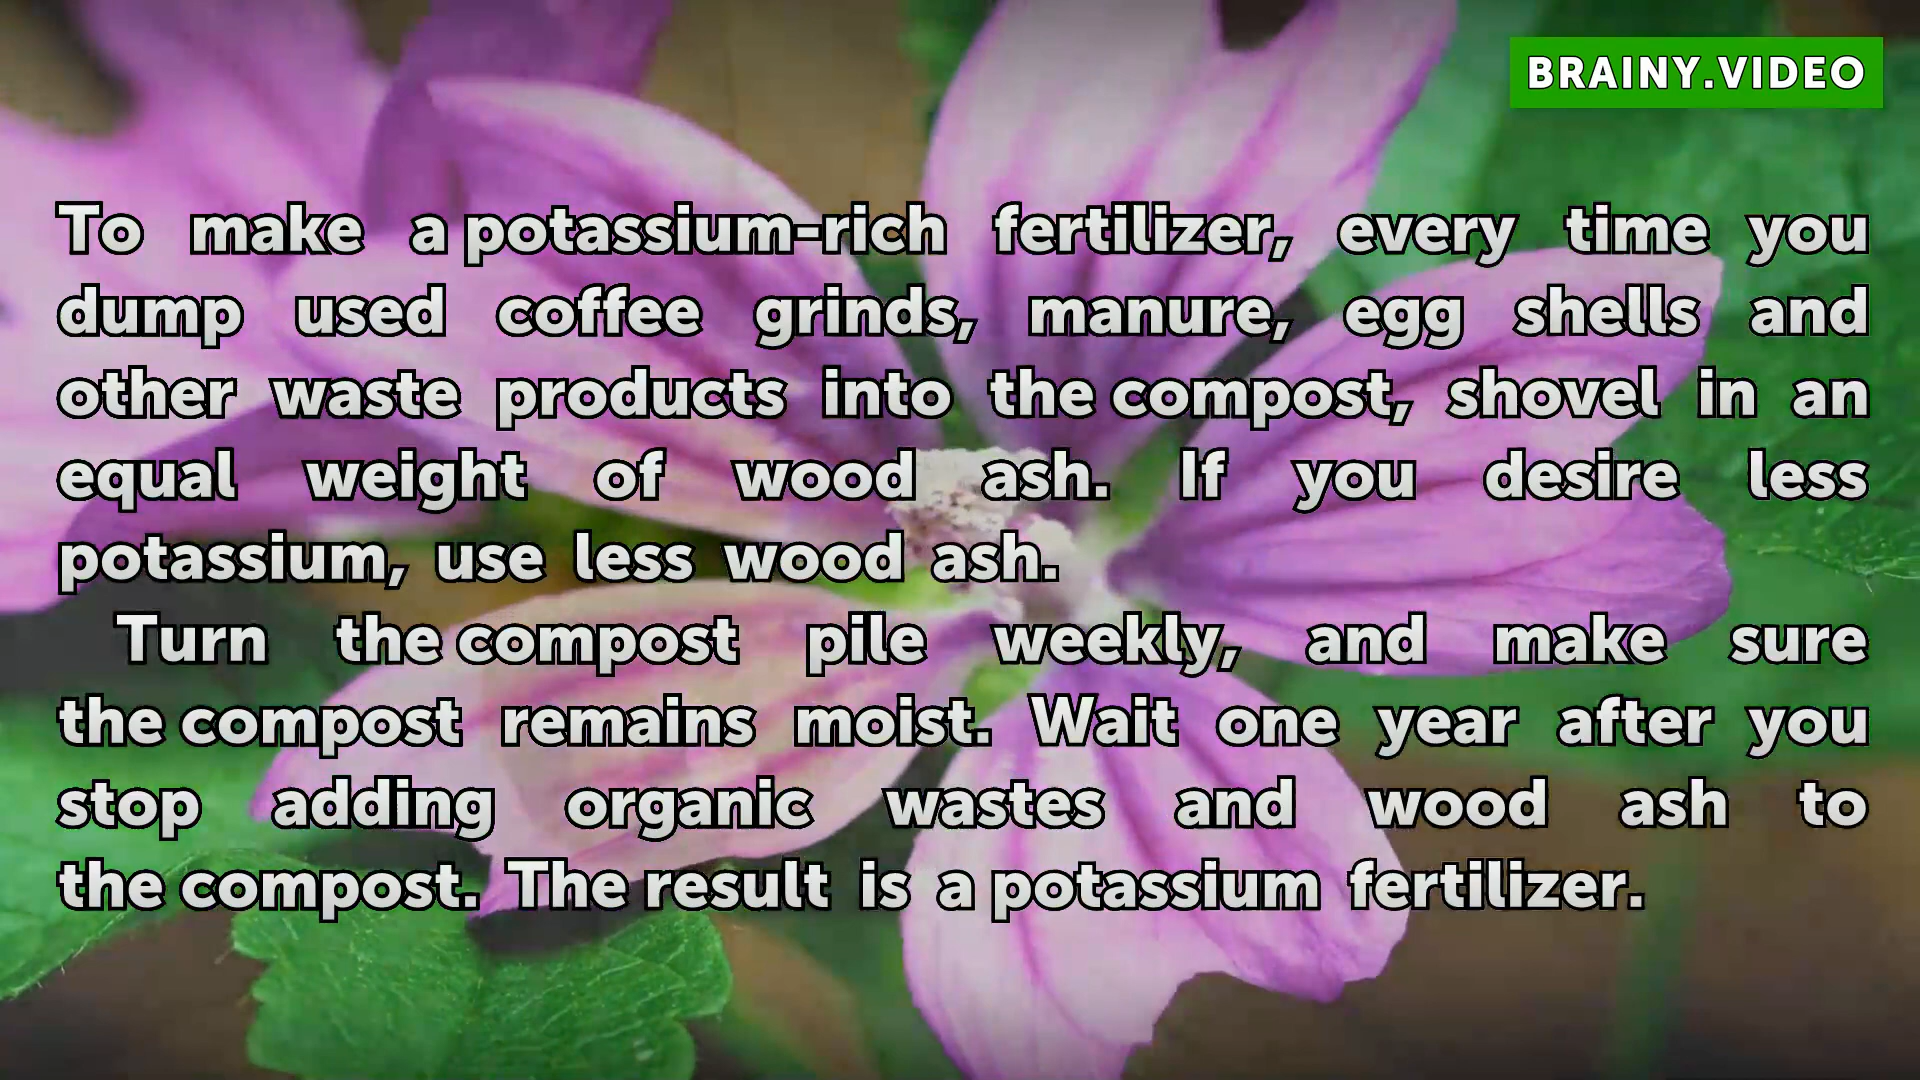 BRAINY.VIDEO
To make a potassium-rich fertilizer, every time you
dump used coffee grinds, manure, egg shells and
other waste products into the compost, shovel in an
equal weight of wood ash. If you desire less
potassium, use less wood ash.
Turn the compost pile weekly, and make sure
the compost remains moist. Wait one year after you
stop adding organic wastes and wood ash to
the compost. The result is a potassium fertilizer.